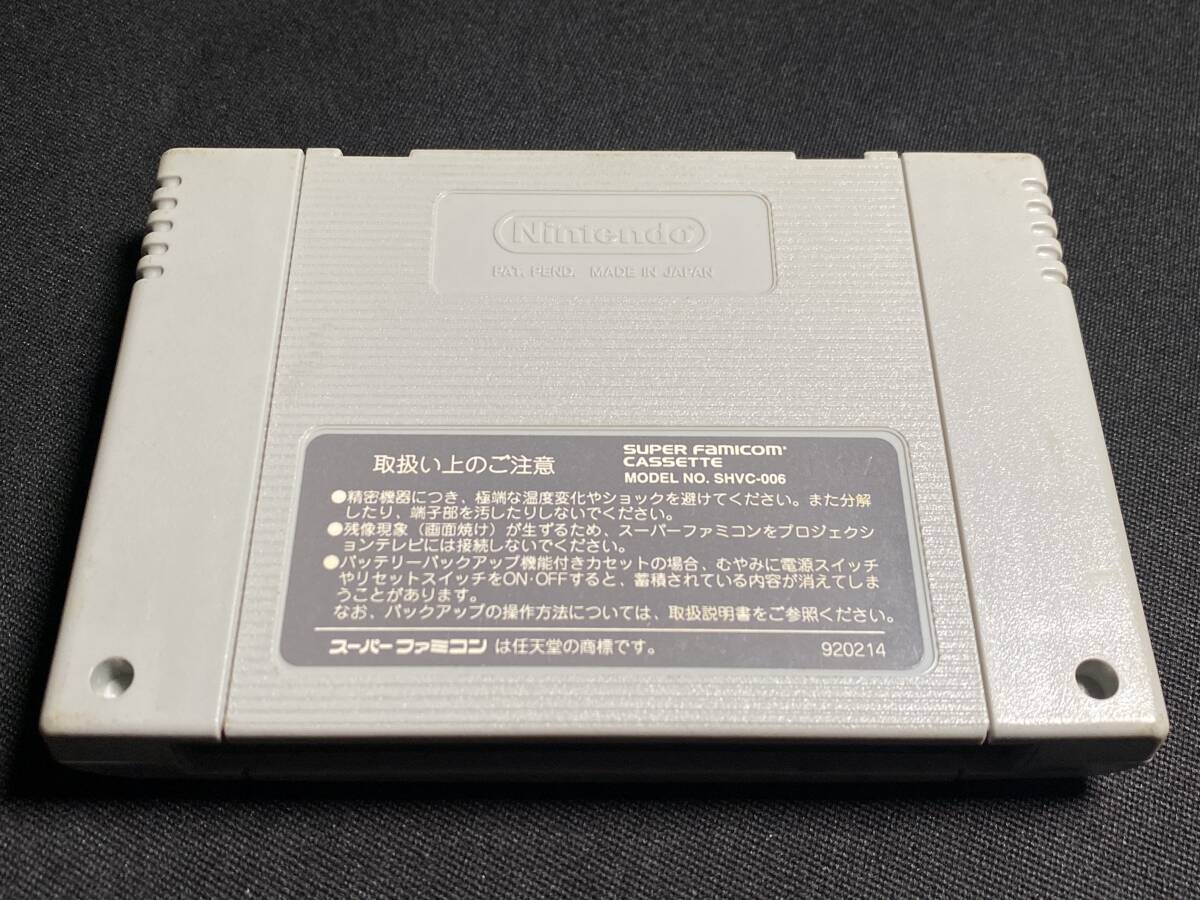 Nintendo®
PAT. PEND. MADE IN JAPAN
取扱い上のご注意
SUPER FAMICOM®
CASSETTE
MODEL NO. SHVC-006
●精密機器につき、極端な温度変化やショックを避けてください。また分解
したり、端子部を汚したりしないでください。
●残像現象（画面焼け）が生ずるため、スーパーファミコンをプロジェクシ
ョンテレビには接続しないでください。
●バッテリーバックアップ機能付きカセットの場合、むやみに電源スイッチ
やリセットスイッチをON・OFFすると、蓄積されている内容が消えてしま
うことがあります。
なお、バックアップの操作方法については、取扱説明書をご参照ください。
スーパーファミコン は任天堂の商標です。
920214